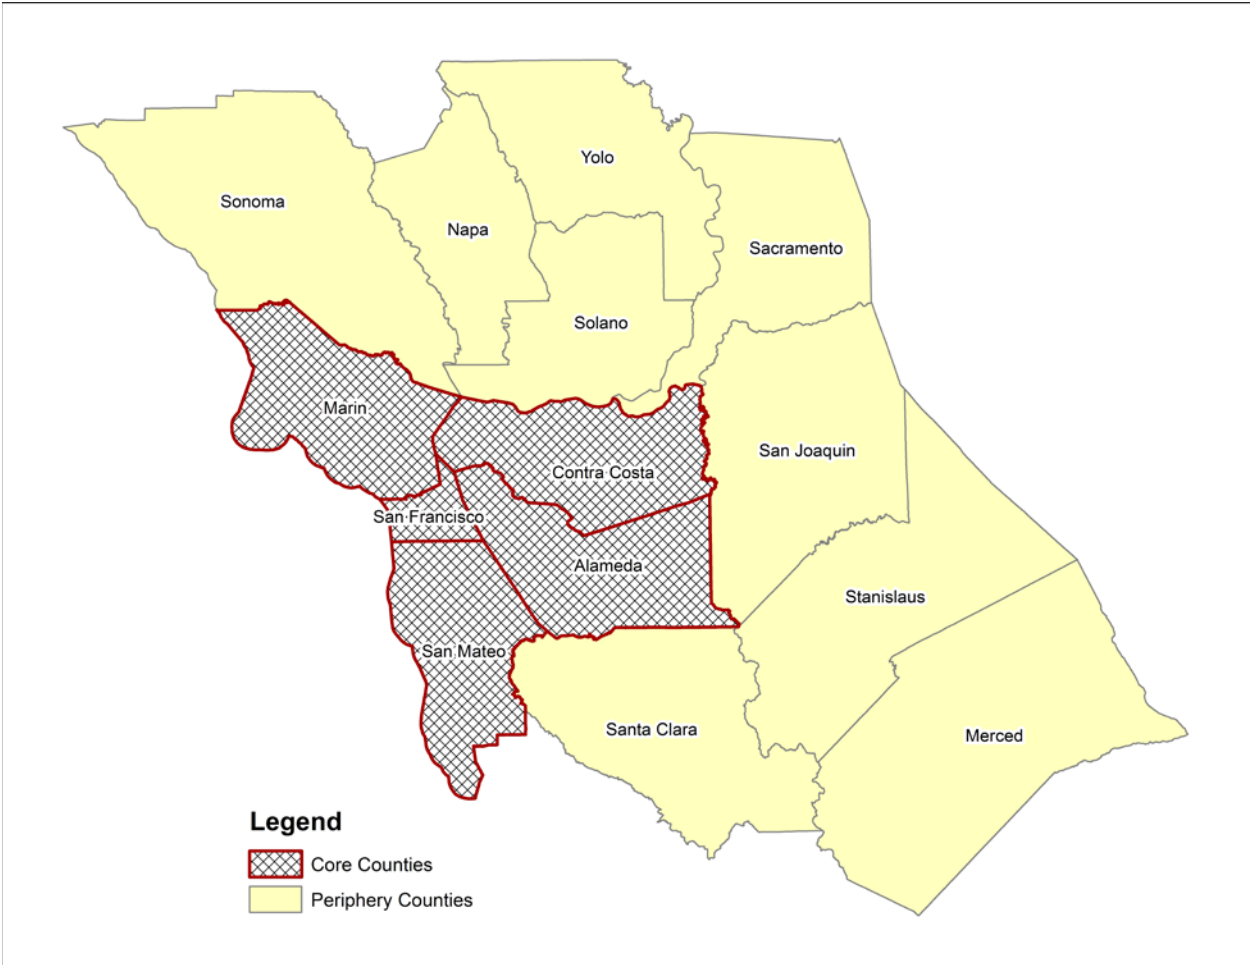 Yolo
Sonoma
Napa
Sacramento
Solano
Marin
San Joaquin
Contra Costa
San Francisco
Alameda
Stanislaus
San Mateo
Santa Clara
Merced
Legend
Core Counties
Periphery Counties